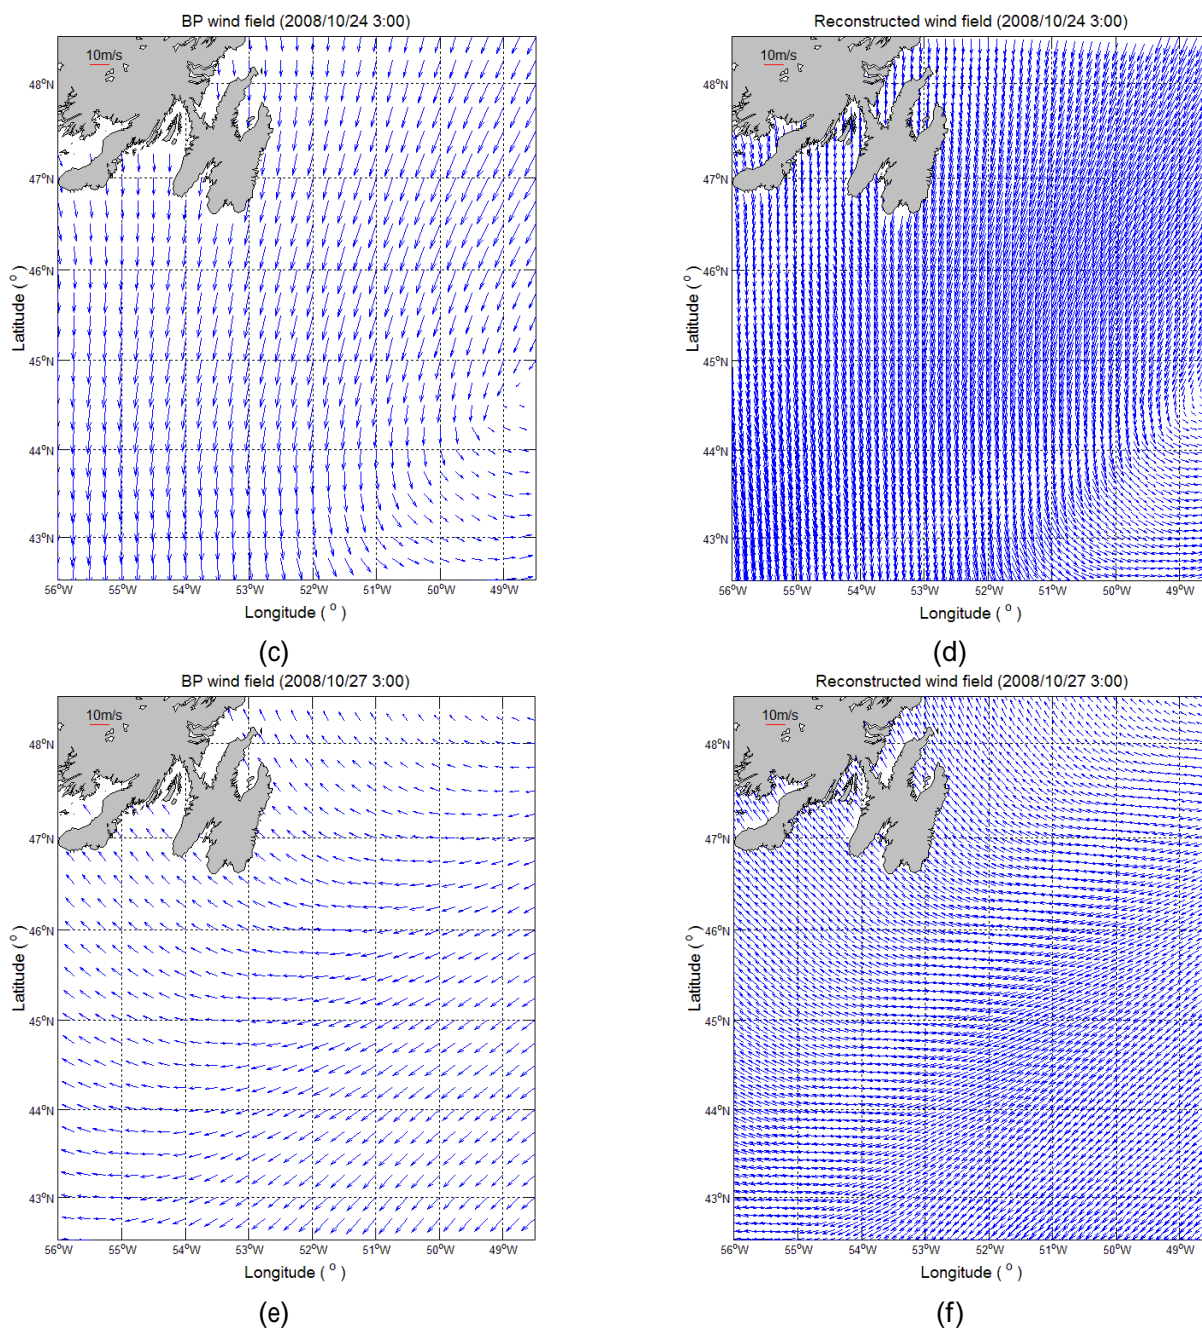 BP wind field (2008/10/24 3:00)
10m/s
48°N
47°N
46°N
45°N
44°N
43°N
Latitude ( ° )
56°W 55°W 54°W 53°W 52°W 51°W 50°W 49°W
Longitude ( ° )
(c)
Reconstructed wind field (2008/10/24 3:00)
10m/s
48°N
47°N
46°N
45°N
44°N
43°N
Latitude ( ° )
56°W 55°W 54°W 53°W 52°W 51°W 50°W 49°W
Longitude ( ° )
(d)
BP wind field (2008/10/27 3:00)
10m/s
48°N
47°N
46°N
45°N
44°N
43°N
Latitude ( ° )
56°W 55°W 54°W 53°W 52°W 51°W 50°W 49°W
Longitude ( ° )
(e)
Reconstructed wind field (2008/10/27 3:00)
10m/s
48°N
47°N
46°N
45°N
44°N
43°N
Latitude ( ° )
56°W 55°W 54°W 53°W 52°W 51°W 50°W 49°W
Longitude ( ° )
(f)